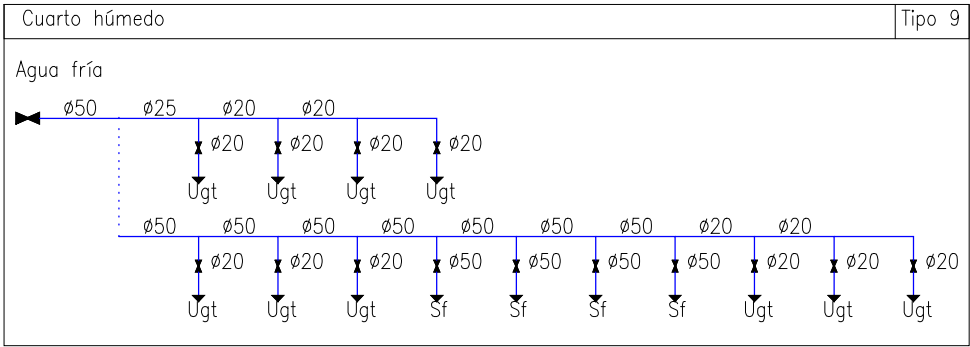 Cuarto húmedo Tipo 9
Agua fría
ø50 ø25 ø20 ø20
ø20 ø20 ø20 ø20
Ugt Ugt Ugt Ugt
ø50 ø50 ø50 ø50 ø50 ø50 ø50 ø20 ø20
ø20 ø20 ø20 ø50 ø50 ø50 ø50 ø20 ø20 ø20
Ugt Ugt Ugt Sf Sf Sf Sf Ugt Ugt Ugt